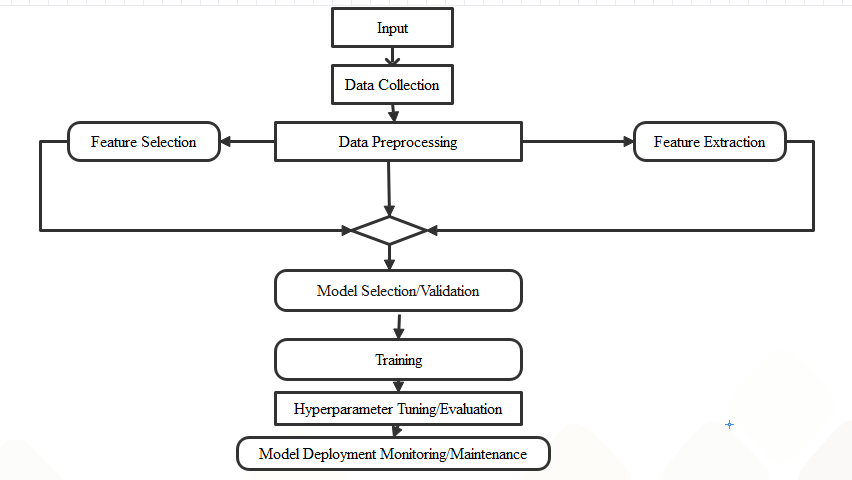 Input
Data Collection
Feature Selection
Data Preprocessing
Feature Extraction
Model Selection/Validation
Training
Hyperparameter Tuning/Evaluation
Model Deployment Monitoring/Maintenance